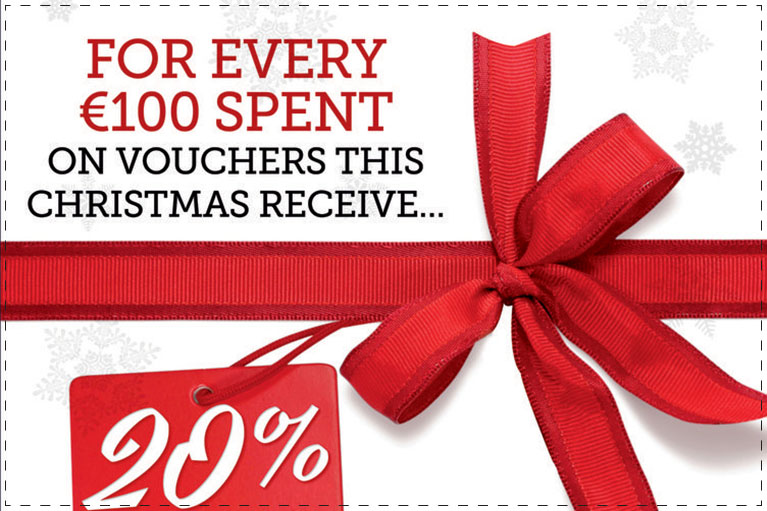 FOR EVERY
€100 SPENT
ON VOUCHERS THIS
CHRISTMAS RECEIVE...
20%